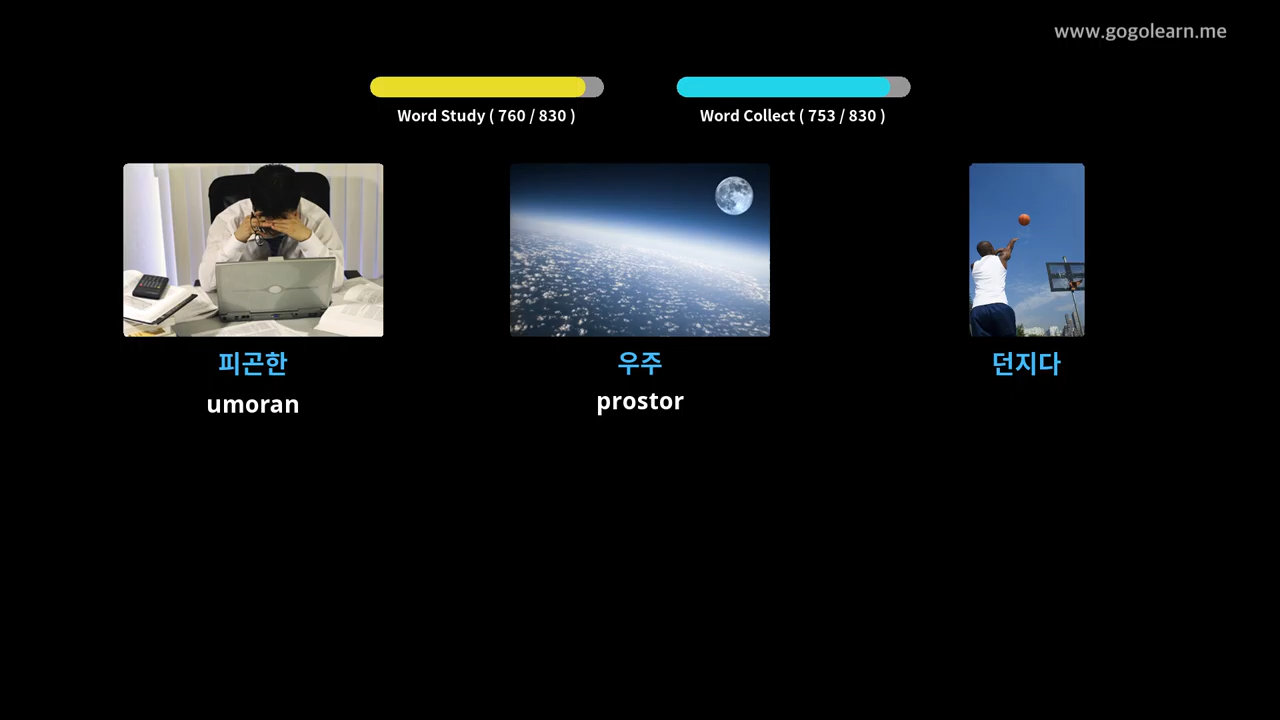 www.gogolearn.me
Word Study ( 760 / 830 )
Word Collect ( 753 / 830 )
피곤한
우주
던지다
umoran
prostor